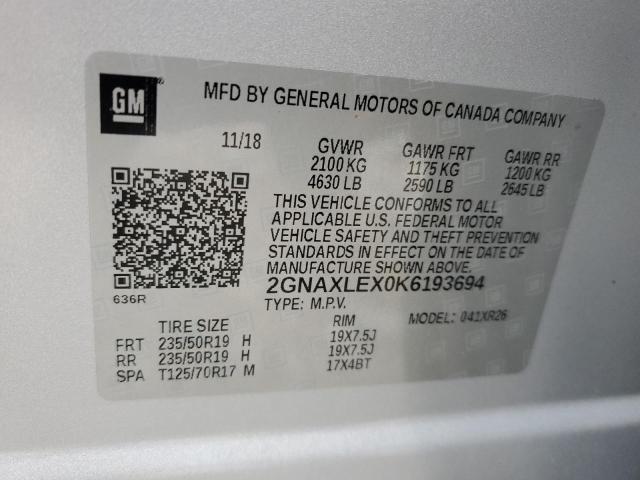 GM
MFD BY GENERAL MOTORS OF CANADA COMPANY
11/18
GVWR GAWR FRT GAWR RR
2100 KG 1175 KG 1200 KG
4630 LB 2590 LB 2645 LB
THIS VEHICLE CONFORMS TO ALL
APPLICABLE U.S. FEDERAL MOTOR
VEHICLE SAFETY AND THEFT PREVENTION
STANDARDS IN EFFECT ON THE DATE OF
MANUFACTURE SHOWN ABOVE.
2GNAXLEX0K6193694
636R
TYPE: M.P.V.
MODEL: 041XR26
TIRE SIZE RIM
FRT 235/50R19 H 19X7.5J
RR 235/50R19 H 19X7.5J
SPA T125/70R17 M 17X4BT